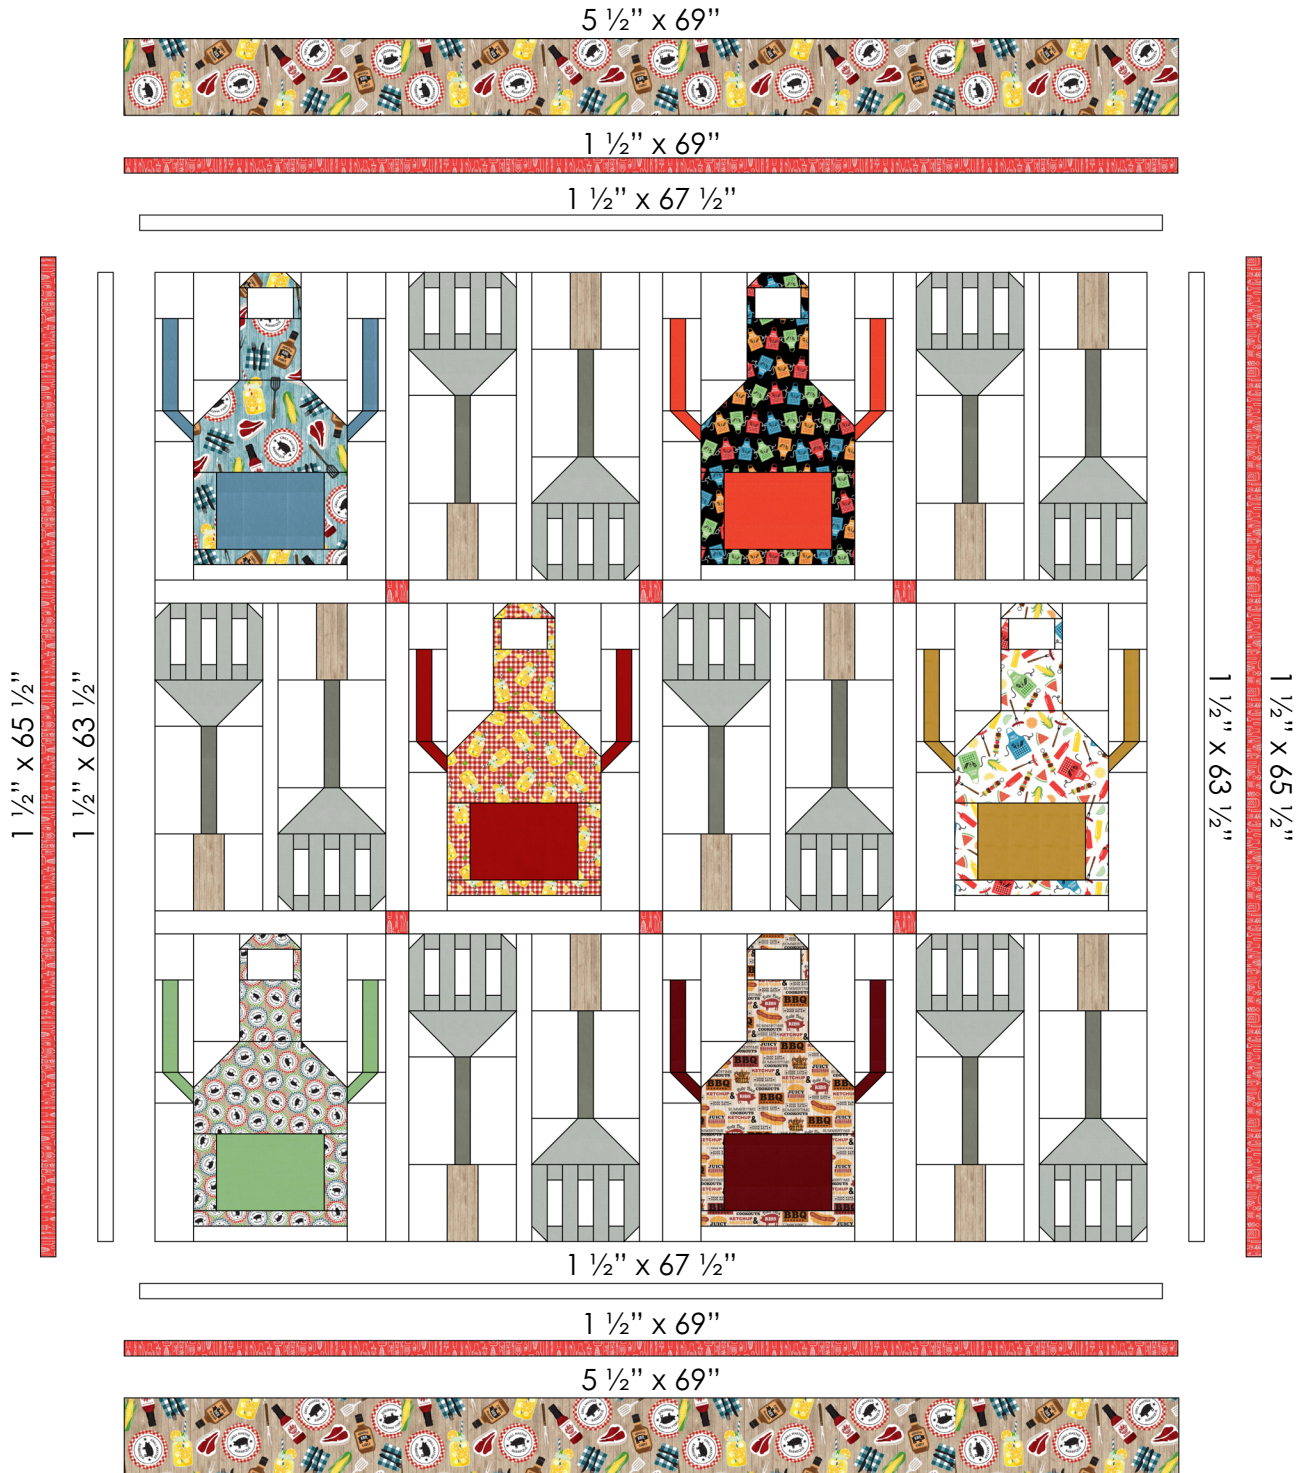 5 ½” x 69”
1 ½” x 69”
1 ½” x 67 ½”
1 ½” x 65 ½”
1 ½” x 63 ½”
1 ½” x 63 ½”
1 ½” x 65 ½”
1 ½” x 67 ½”
1 ½” x 69”
5 ½” x 69”